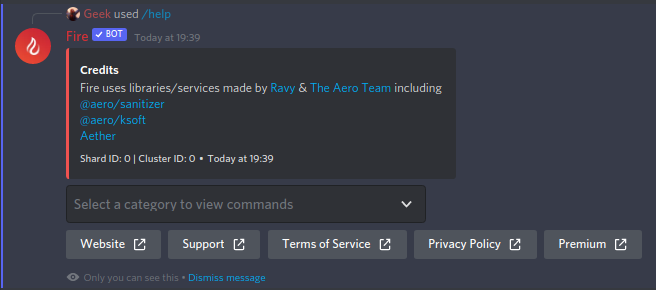 Geek used /help
Fire BOT Today at 19:39
Credits
Fire uses libraries/services made by Ravy & The Aero Team including
@aero/sanitizer
@aero/ksoft
Aether
Shard ID: 0 | Cluster ID: 0 • Today at 19:39
Select a category to view commands
Website Support Terms of Service Privacy Policy Premium
Only you can see this • Dismiss message